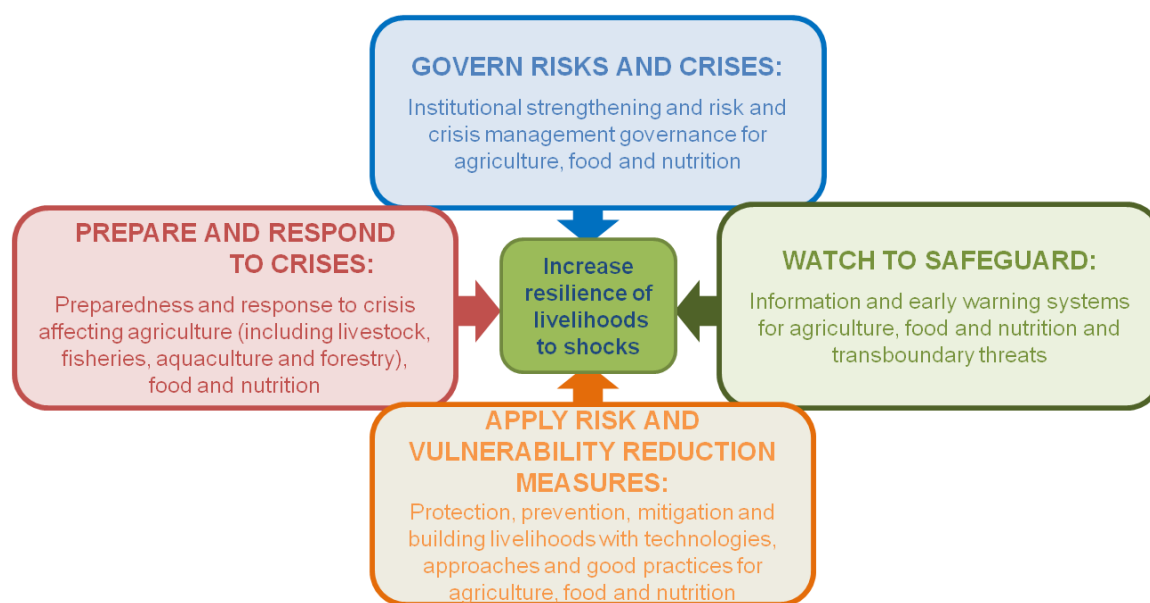 GOVERN RISKS AND CRISES:
Institutional strengthening and risk and
crisis management governance for
agriculture, food and nutrition
PREPARE AND RESPOND
TO CRISES:
Preparedness and response to crisis
affecting agriculture (including livestock,
fisheries, aquaculture and forestry),
food and nutrition
Increase
resilience of
livelihoods
to shocks
WATCH TO SAFEGUARD:
Information and early warning systems
for agriculture, food and nutrition and
transboundary threats
APPLY RISK AND
VULNERABILITY REDUCTION
MEASURES:
Protection, prevention, mitigation and
building livelihoods with technologies,
approaches and good practices for
agriculture, food and nutrition